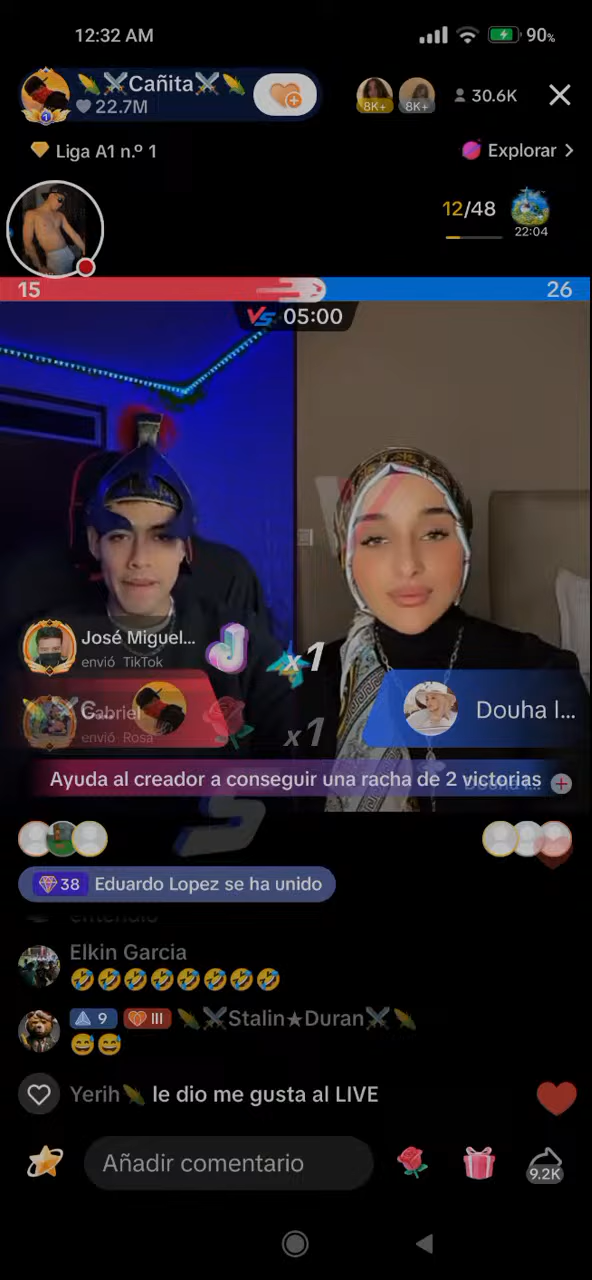 12:32 AM
90%
🌽⚔️Cañita⚔️🌽
22.7M
8K+
8K+
30.6K
Liga A1 n.º 1
Explorar
12/48
22:04
15
26
VS 05:00
José Miguel...
envió TikTok
x1
Gabriel
envió Rosa
x1
Douha l...
Ayuda al creador a conseguir una racha de 2 victorias
VS
38 Eduardo Lopez se ha unido
Elkin Garcia
🤣🤣🤣🤣🤣🤣🤣🤣
9 III 🌽⚔️Stalin★Duran⚔️🌽
😅😅
Yerih🌽 le dio me gusta al LIVE
Añadir comentario
9.2K